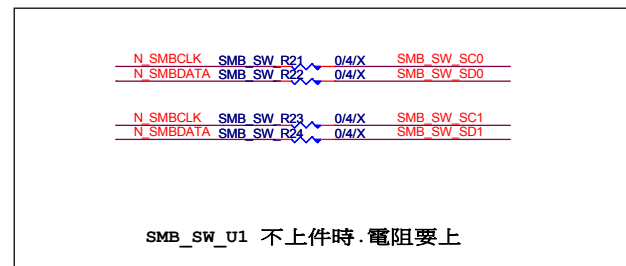 N_SMBCLK SMB_SW_R21 0/4/X SMB_SW_SC0
N_SMBDATA SMB_SW_R22 0/4/X SMB_SW_SD0
N_SMBCLK SMB_SW_R23 0/4/X SMB_SW_SC1
N_SMBDATA SMB_SW_R24 0/4/X SMB_SW_SD1
SMB_SW_U1 不上件時.電阻要上